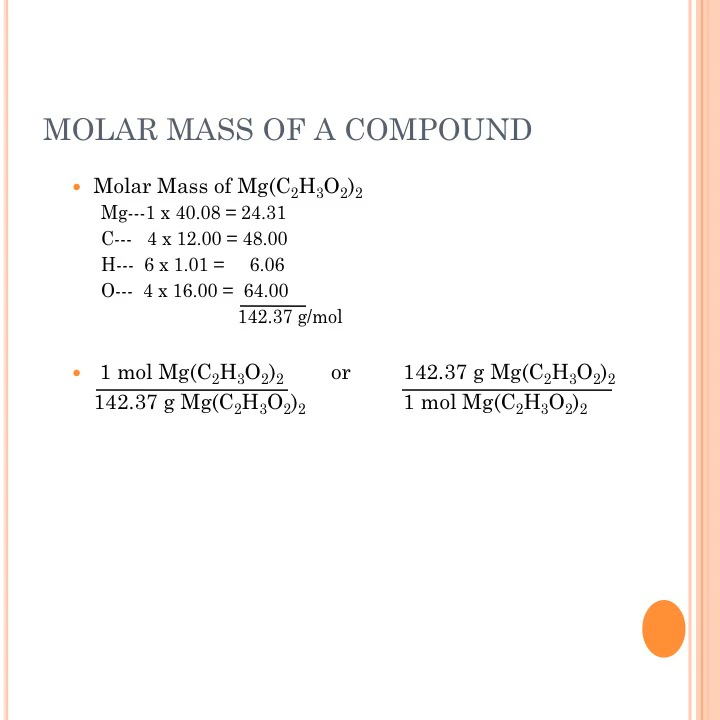 MOLAR MASS OF A COMPOUND
• Molar Mass of Mg(C₂H₃O₂)₂
Mg---1 x 40.08 = 24.31
C--- 4 x 12.00 = 48.00
H--- 6 x 1.01 = 6.06
O--- 4 x 16.00 = 64.00
142.37 g/mol
• 1 mol Mg(C₂H₃O₂)₂ or 142.37 g Mg(C₂H₃O₂)₂
142.37 g Mg(C₂H₃O₂)₂ 1 mol Mg(C₂H₃O₂)₂